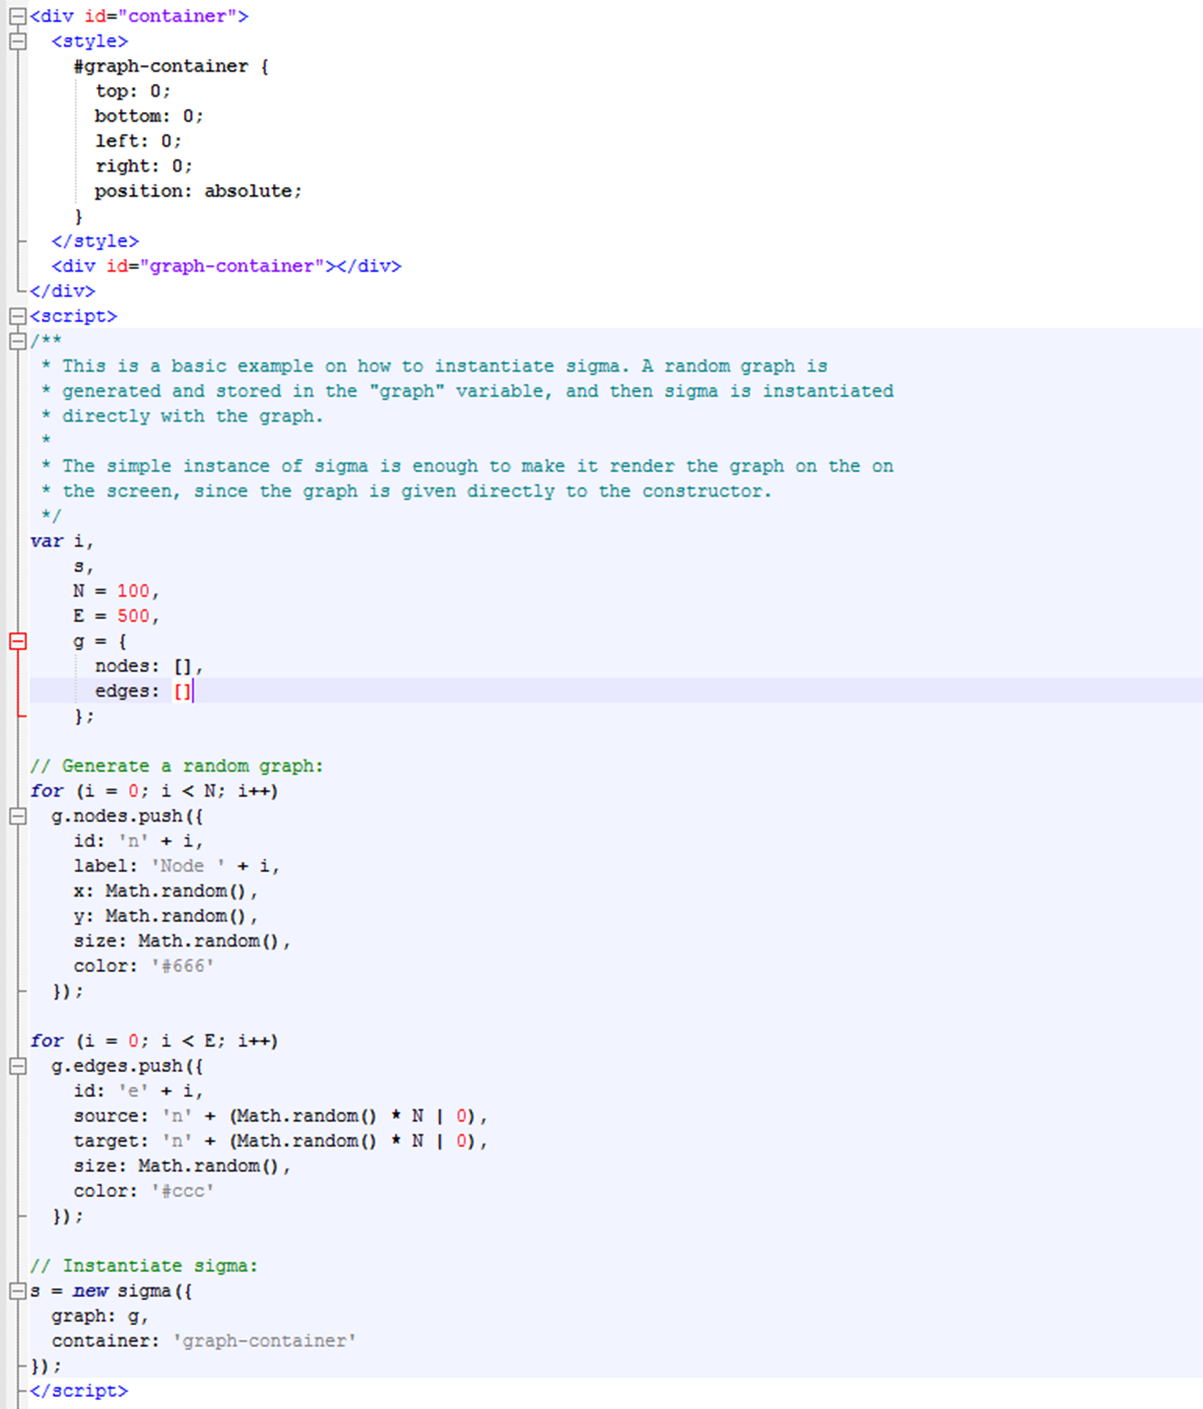 <div id="container">
  <style>
    #graph-container {
      top: 0;
      bottom: 0;
      left: 0;
      right: 0;
      position: absolute;
    }
  </style>
  <div id="graph-container"></div>
</div>
<script>
/**
 * This is a basic example on how to instantiate sigma. A random graph is
 * generated and stored in the "graph" variable, and then sigma is instantiated
 * directly with the graph.
 *
 * The simple instance of sigma is enough to make it render the graph on the on
 * the screen, since the graph is given directly to the constructor.
 */
var i,
    s,
    N = 100,
    E = 500,
    g = {
      nodes: [],
      edges: []
    };

// Generate a random graph:
for (i = 0; i < N; i++)
  g.nodes.push({
    id: 'n' + i,
    label: 'Node ' + i,
    x: Math.random(),
    y: Math.random(),
    size: Math.random(),
    color: '#666'
  });

for (i = 0; i < E; i++)
  g.edges.push({
    id: 'e' + i,
    source: 'n' + (Math.random() * N | 0),
    target: 'n' + (Math.random() * N | 0),
    size: Math.random(),
    color: '#ccc'
  });

// Instantiate sigma:
s = new sigma({
  graph: g,
  container: 'graph-container'
});
</script>